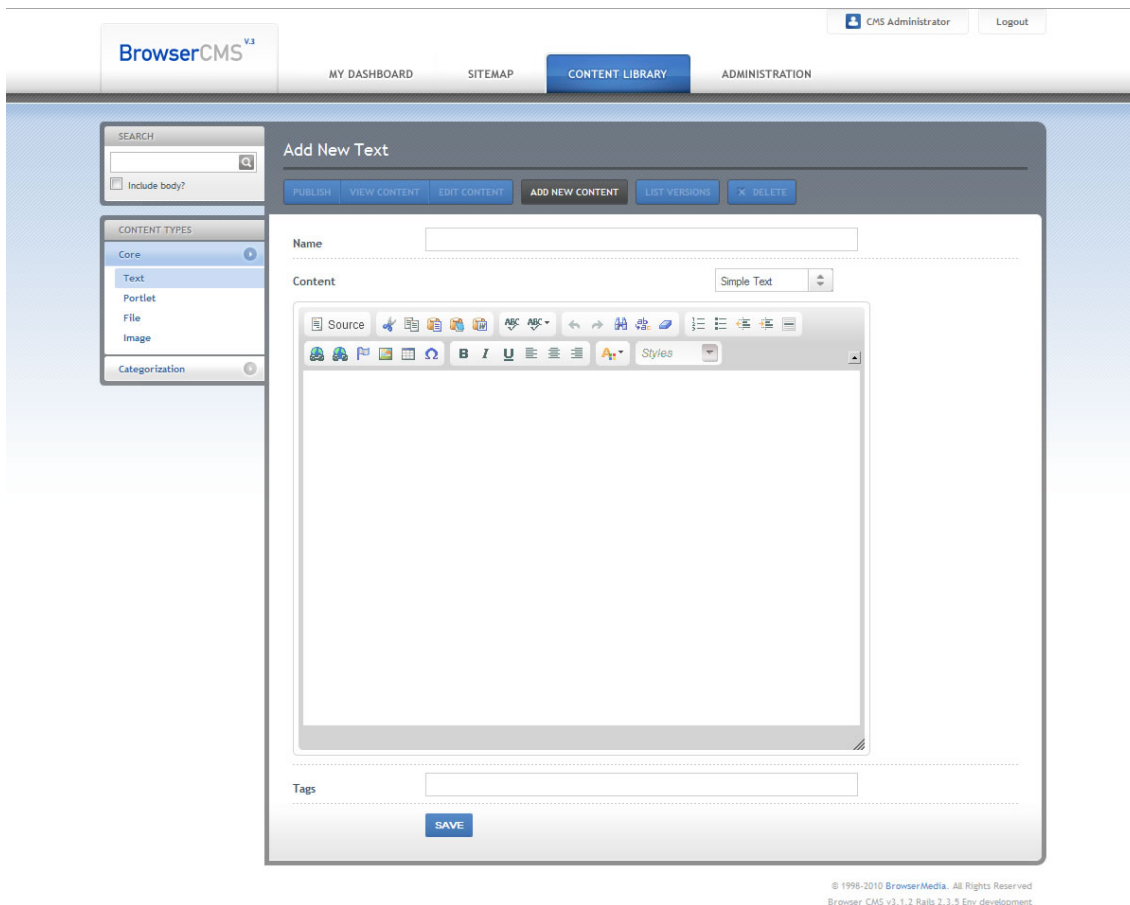 CMS Administrator Logout
BrowserCMS V.3
MY DASHBOARD SITEMAP CONTENT LIBRARY ADMINISTRATION
SEARCH
Include body?
CONTENT TYPES
Core
Text
Portlet
File
Image
Categorization
Add New Text
PUBLISH VIEW CONTENT EDIT CONTENT ADD NEW CONTENT LIST VERSIONS × DELETE
Name
Content Simple Text
Source ABC ABC
Ω B I U A Styles
Tags
SAVE
© 1998-2010 BrowserMedia. All Rights Reserved
Browser CMS v3.1.2 Rails 2.3.5 Env development